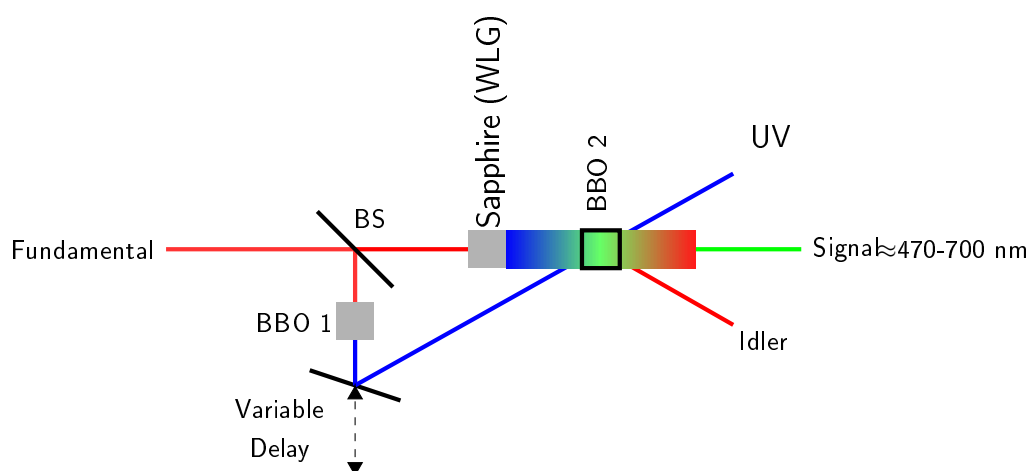 Sapphire (WLG)
BBO 2
UV
BS
Fundamental
Signal≈470-700 nm
BBO 1
Idler
Variable
Delay